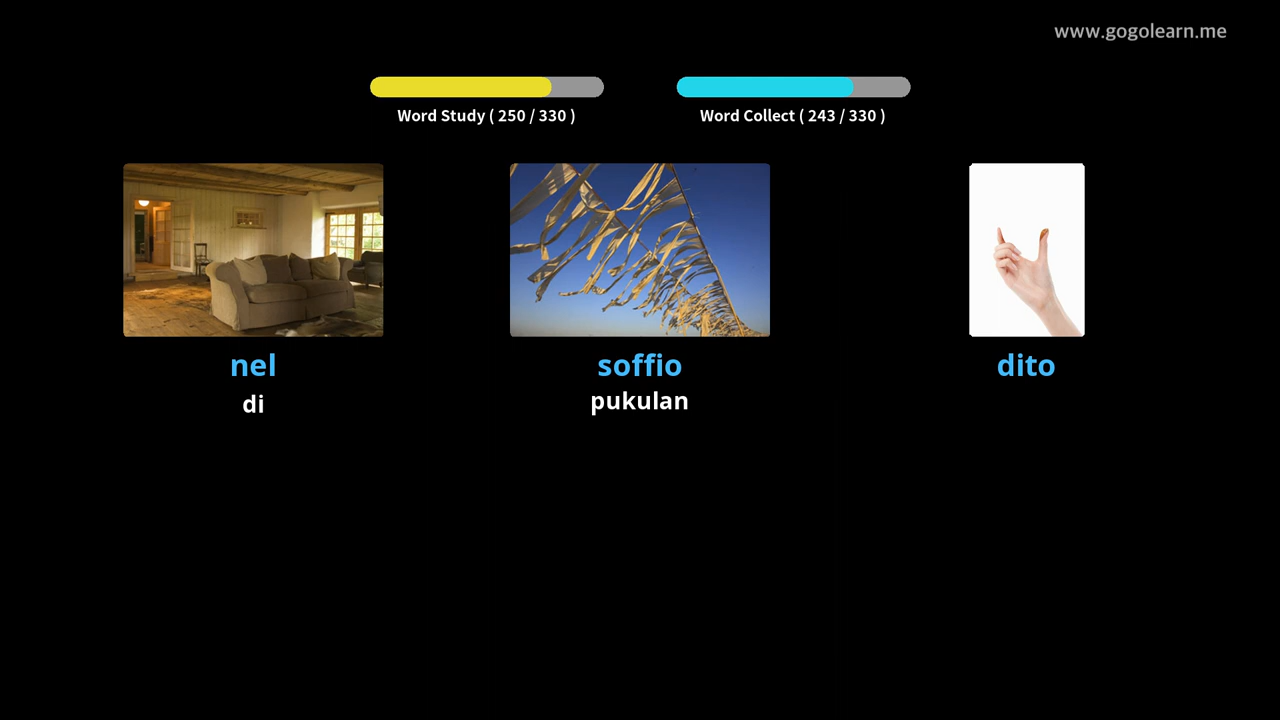 www.gogolearn.me
Word Study ( 250 / 330 )
Word Collect ( 243 / 330 )
nel
soffio
dito
di
pukulan